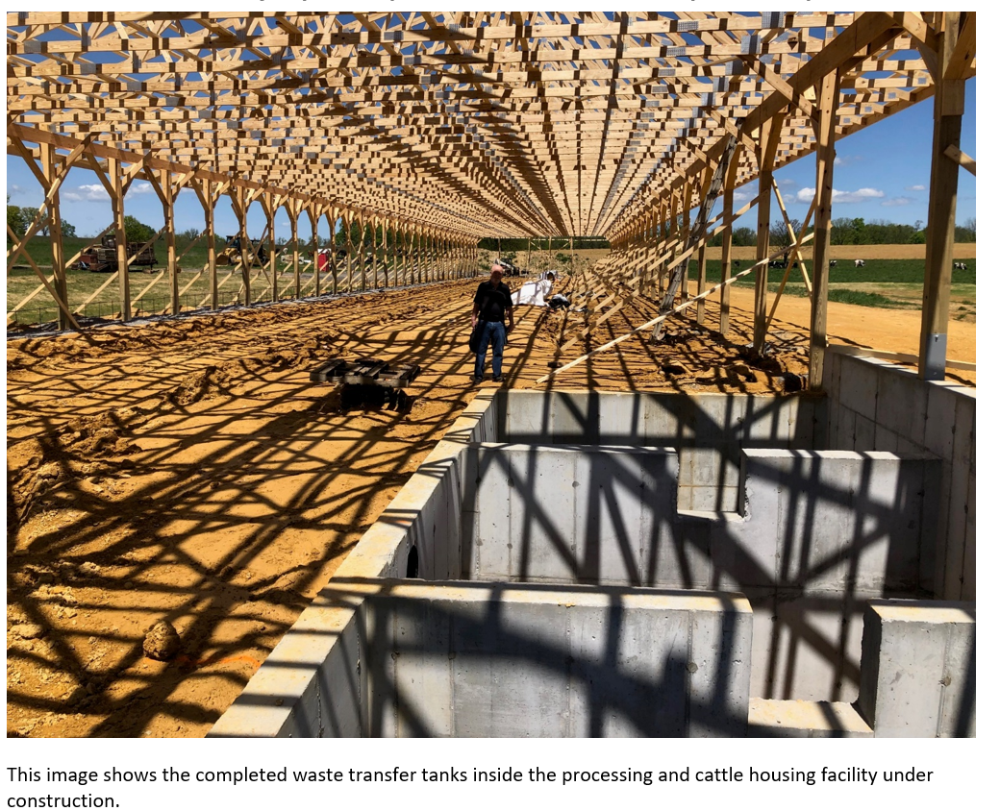 This image shows the completed waste transfer tanks inside the processing and cattle housing facility under
construction.